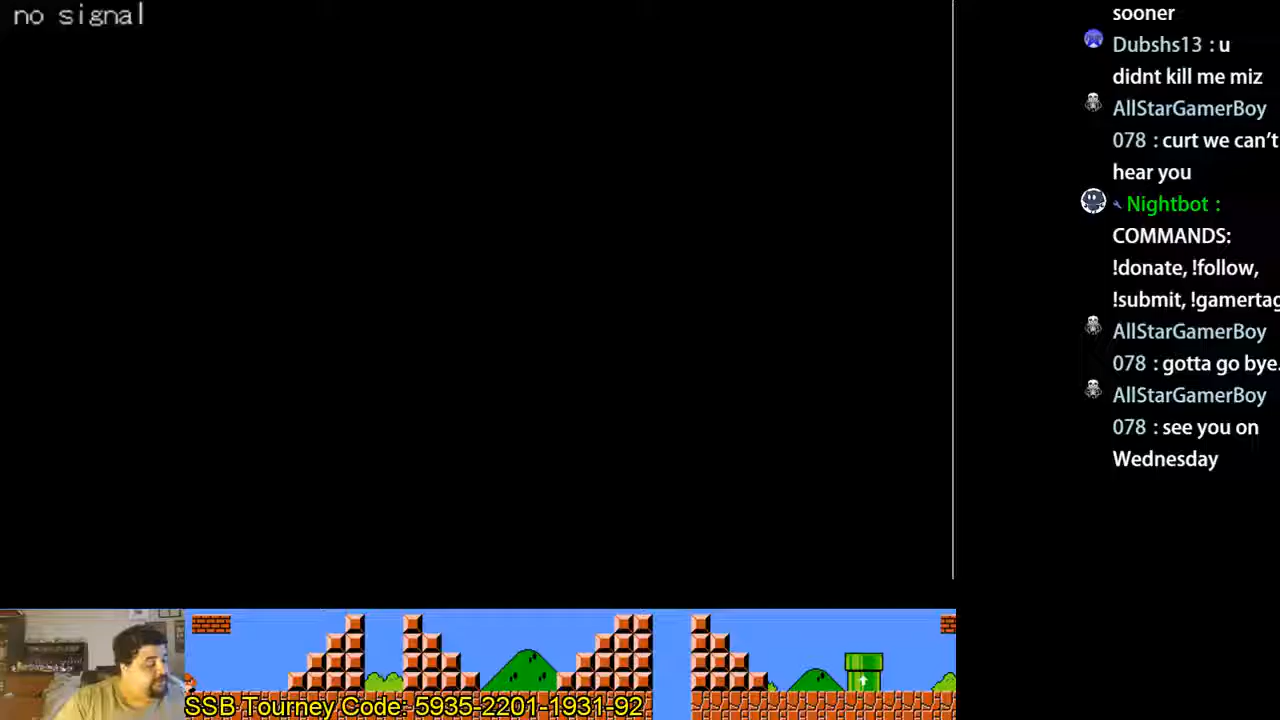 no signal
sooner
Dubshs13 : u
didnt kill me miz
AllStarGamerBoy
078 : curt we can't
hear you
Nightbot :
COMMANDS:
!donate, !follow,
!submit, !gamertag
AllStarGamerBoy
078 : gotta go bye.
AllStarGamerBoy
078 : see you on
Wednesday
SSB Tourney Code: 5935-2201-1931-92